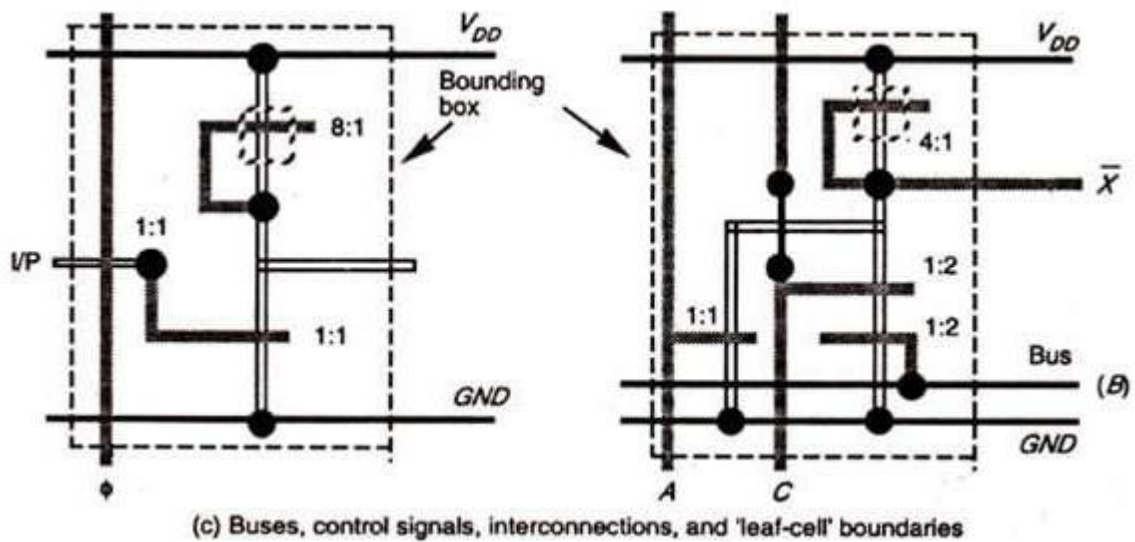 V_DD
8:1
1:1
I/P
1:1
GND
ϕ
Bounding
box
V_DD
4:1
X̅
1:2
1:1
1:2
Bus
(B)
GND
A
C
(c) Buses, control signals, interconnections, and 'leaf-cell' boundaries